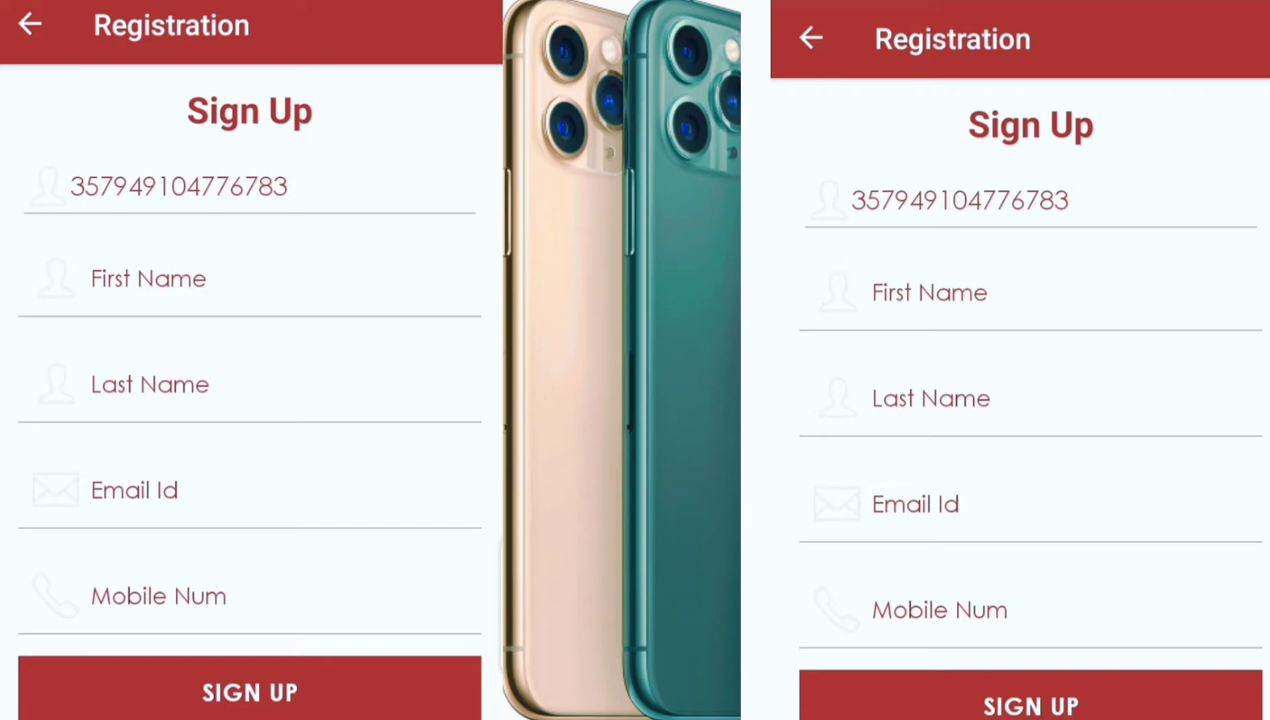 Registration
Sign Up
357949104776783
First Name
Last Name
Email Id
Mobile Num
SIGN UP
Registration
Sign Up
357949104776783
First Name
Last Name
Email Id
Mobile Num
SIGN UP